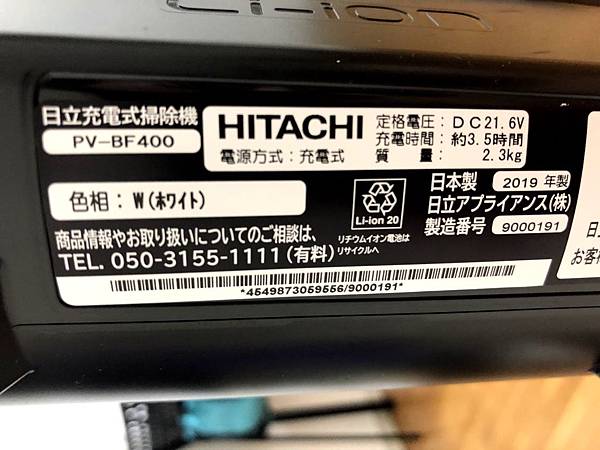 Li-ion
日立充電式掃除機
PV-BF400
HITACHI
電源方式：充電式
定格電圧：DC21.6V
充電時間：約3.5時間
質量：2.3kg
色相：W(ホワイト)
Li-ion 20
リチウムイオン電池は
リサイクルへ
日本製 2019 年製
日立アプライアンス(株)
製造番号 9000191
商品情報やお取り扱いについてのご相談は、
TEL. 050-3155-1111 (有料)
*4549873059556/9000191*
お客様